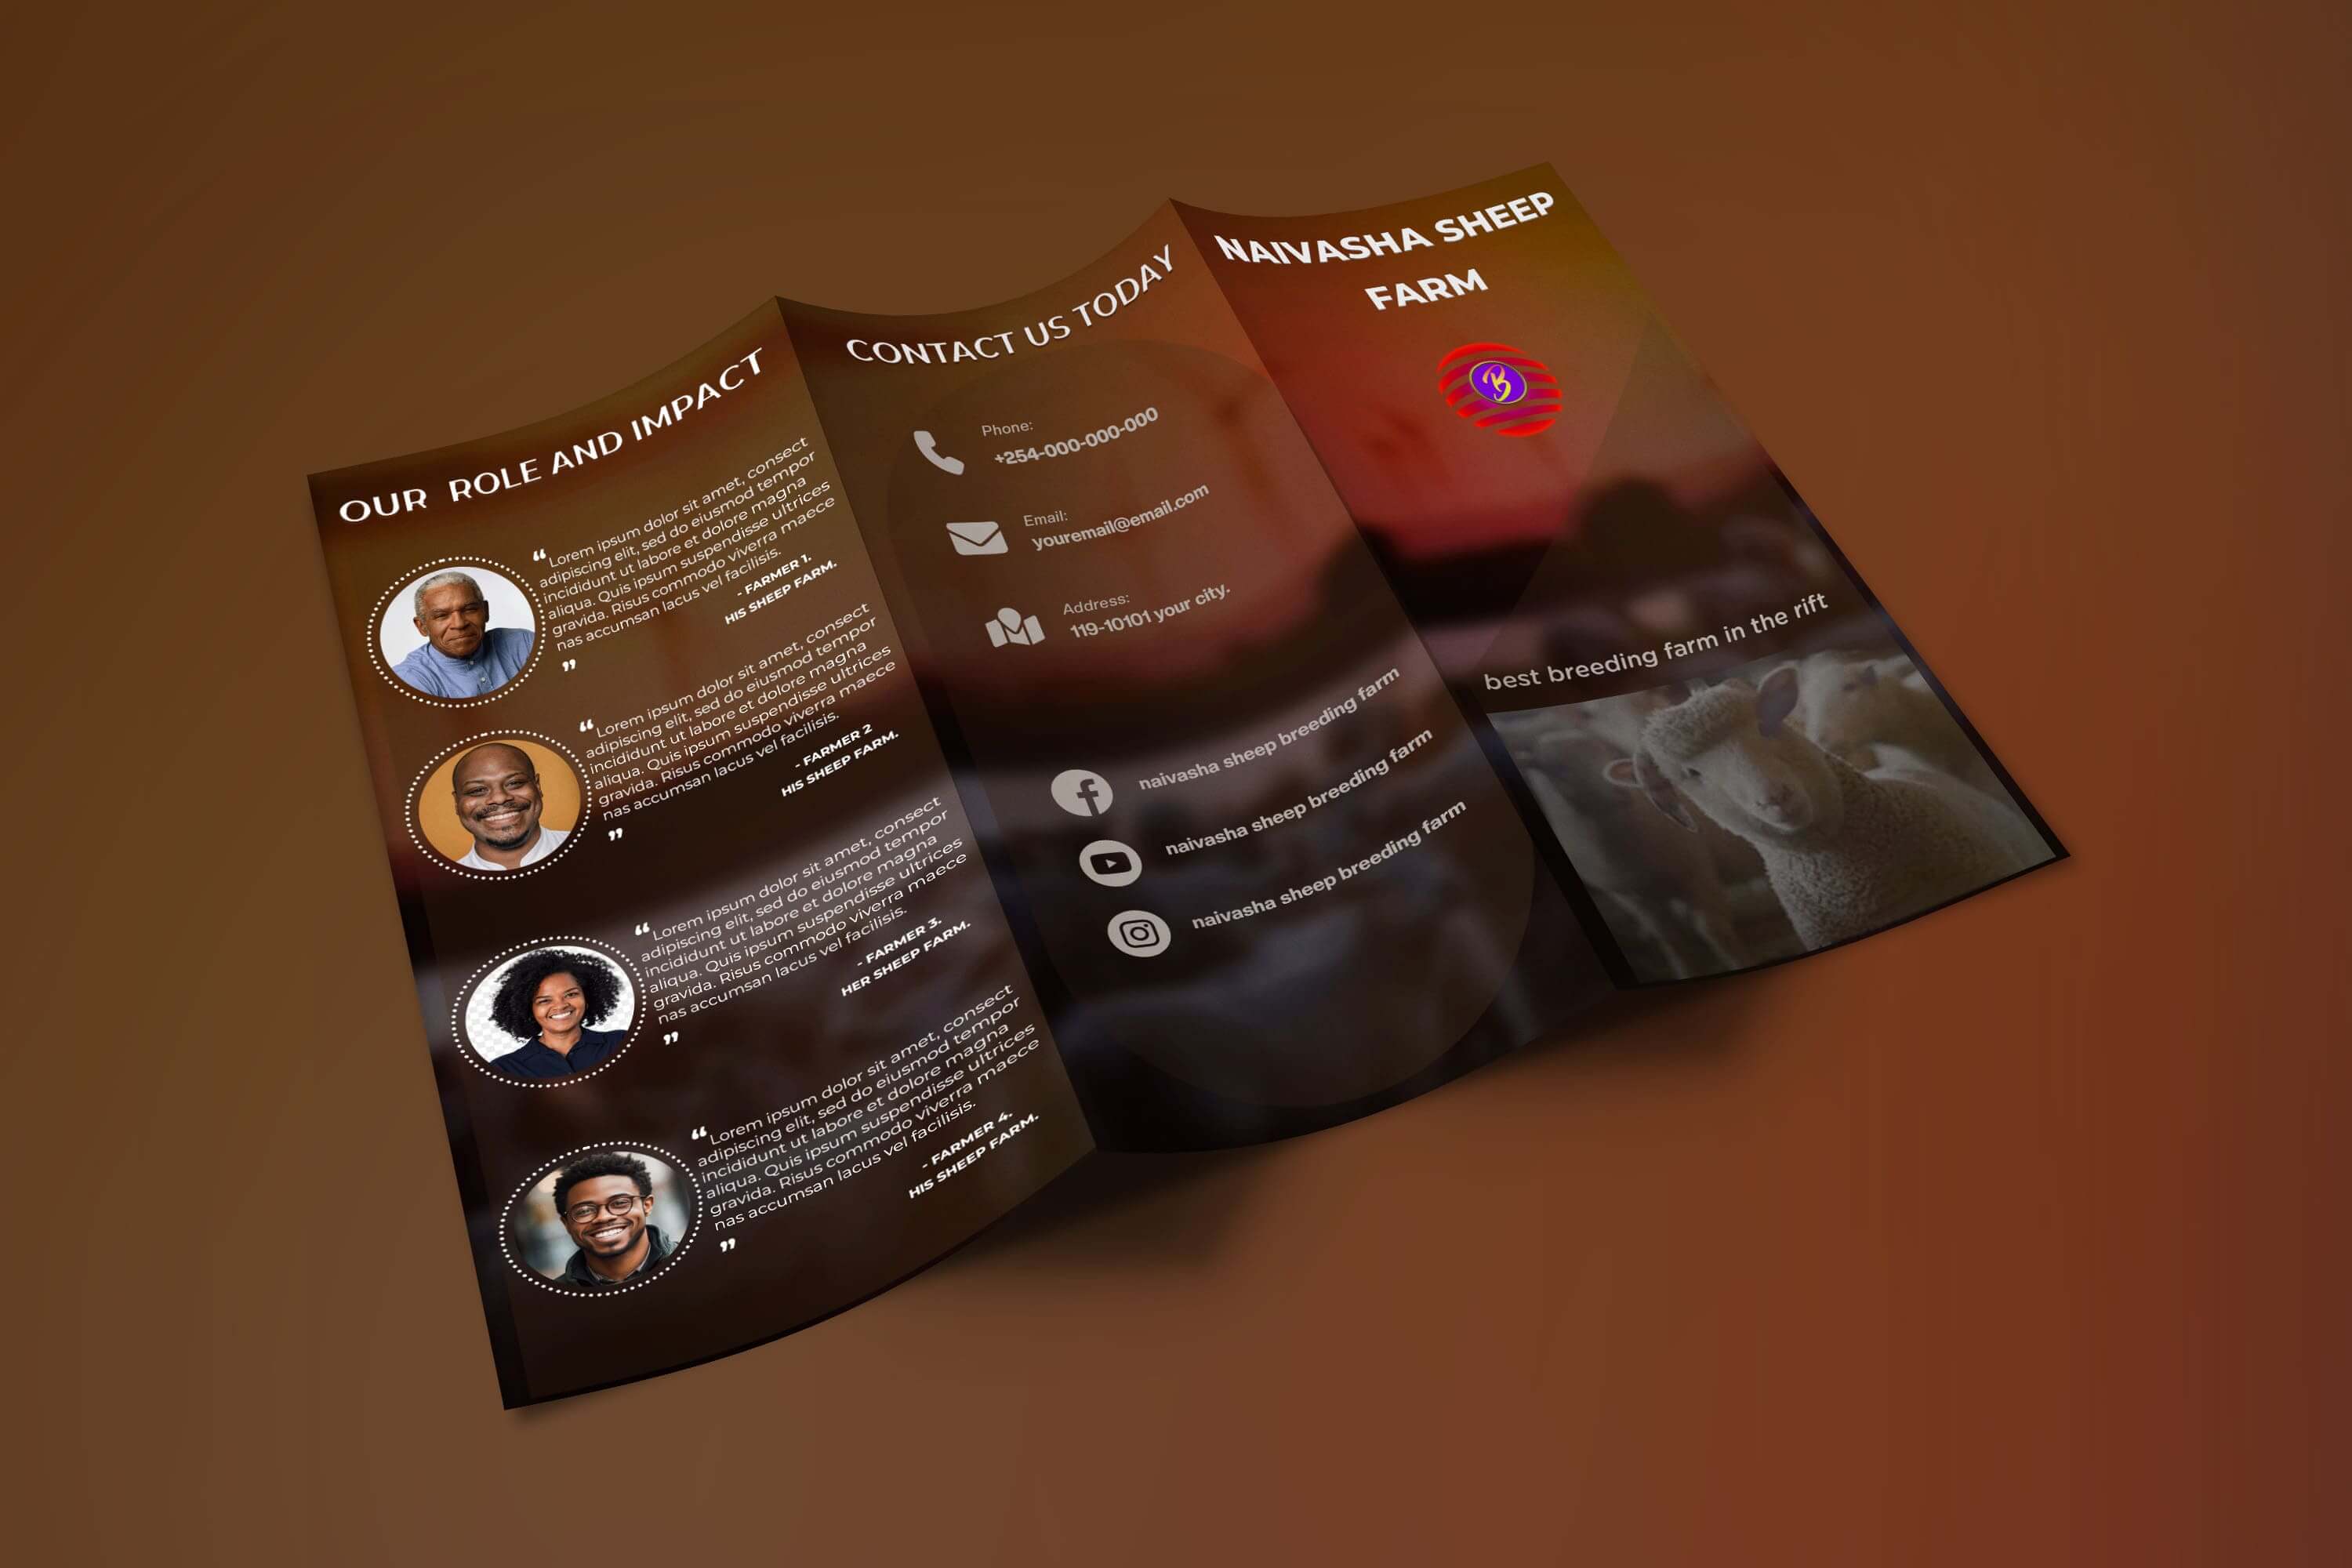 OUR ROLE AND IMPACT
“ Lorem ipsum dolor sit amet, consect
adipiscing elit, sed do eiusmod tempor
incididunt ut labore et dolore magna
aliqua. Quis ipsum suspendisse ultrices
gravida. Risus commodo viverra maece
nas accumsan lacus vel facilisis.
”
- FARMER 1.
HIS SHEEP FARM.
“ Lorem ipsum dolor sit amet, consect
adipiscing elit, sed do eiusmod tempor
incididunt ut labore et dolore magna
aliqua. Quis ipsum suspendisse ultrices
gravida. Risus commodo viverra maece
nas accumsan lacus vel facilisis.
”
- FARMER 2
HIS SHEEP FARM.
“ Lorem ipsum dolor sit amet, consect
adipiscing elit, sed do eiusmod tempor
incididunt ut labore et dolore magna
aliqua. Quis ipsum suspendisse ultrices
gravida. Risus commodo viverra maece
nas accumsan lacus vel facilisis.
”
- FARMER 3.
HER SHEEP FARM.
“ Lorem ipsum dolor sit amet, consect
adipiscing elit, sed do eiusmod tempor
incididunt ut labore et dolore magna
aliqua. Quis ipsum suspendisse ultrices
gravida. Risus commodo viverra maece
nas accumsan lacus vel facilisis.
”
- FARMER 4.
HIS SHEEP FARM.
CONTACT US TODAY
Phone:
+254-000-000-000
Email:
youremail@email.com
Address:
119-10101 your city.
naivasha sheep breeding farm
naivasha sheep breeding farm
naivasha sheep breeding farm
NAIVASHA SHEEP
FARM
B
best breeding farm in the rift